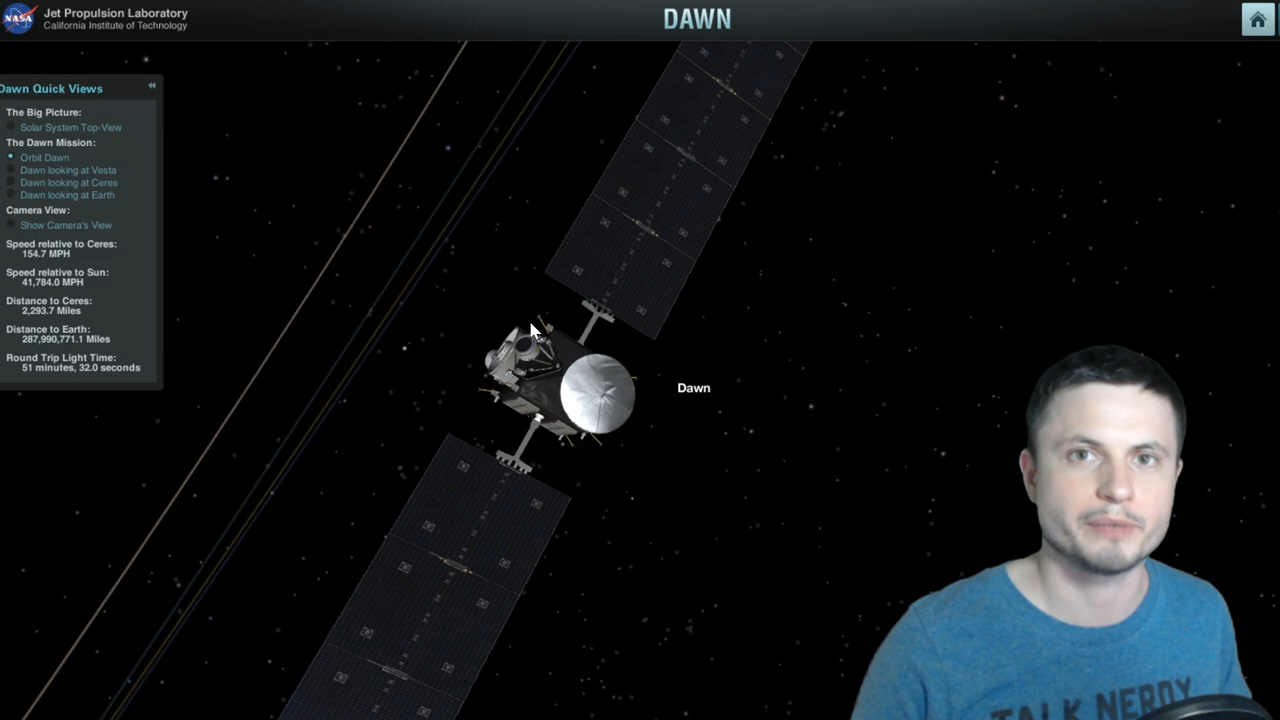 NASA
Jet Propulsion Laboratory
California Institute of Technology
DAWN
Dawn Quick Views
The Big Picture:
Solar System Top-View
The Dawn Mission:
Orbit Dawn
Dawn looking at Vesta
Dawn looking at Ceres
Dawn looking at Earth
Camera View:
Show Camera's View
Speed relative to Ceres:
154.7 MPH
Speed relative to Sun:
41,784.0 MPH
Distance to Ceres:
2,293.7 Miles
Distance to Earth:
287,990,771.1 Miles
Round Trip Light Time:
51 minutes, 32.0 seconds
Dawn
TALK NERDY